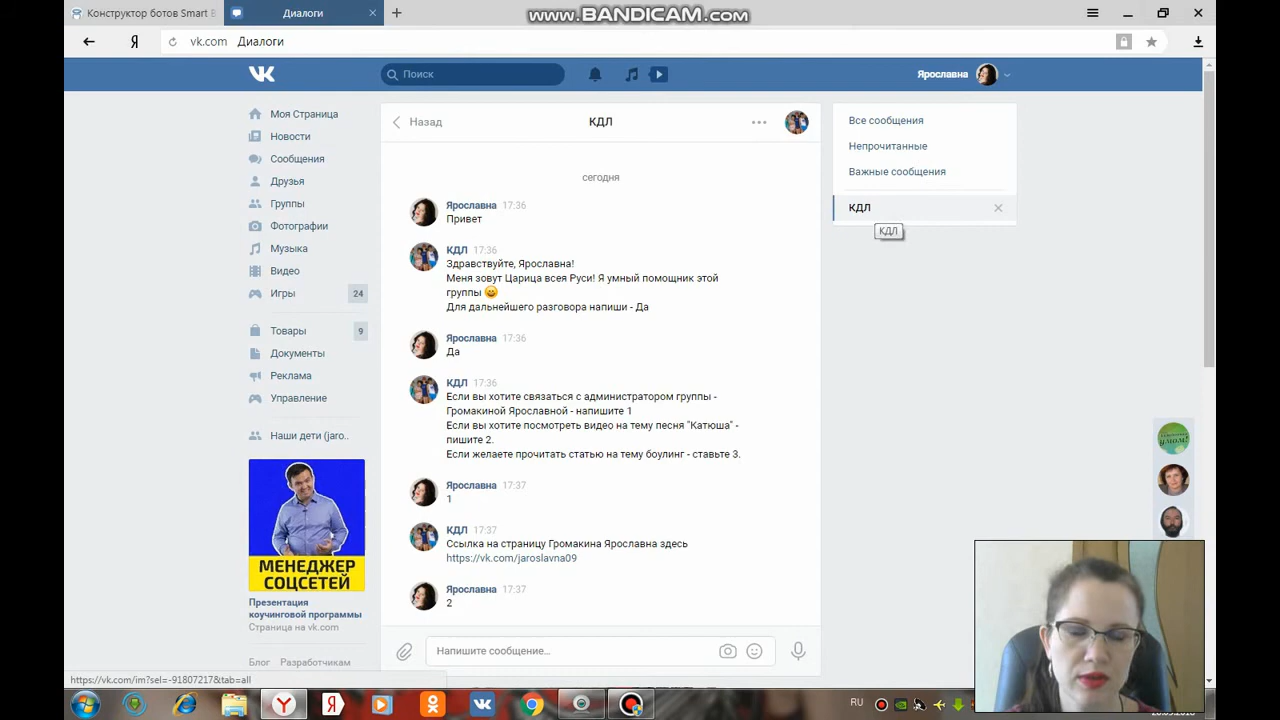 Конструктор ботов Smart B
Диалоги
www.BANDICAM.com
Я
vk.com
Диалоги
Поиск
Ярославна
Моя Страница
Новости
Сообщения
Друзья
Группы
Фотографии
Музыка
Видео
Игры
24
Товары
9
Документы
Реклама
Управление
Наши дети (jaro..
МЕНЕДЖЕР
СОЦСЕТЕЙ
Презентация
коучинговой программы
Страница на vk.com
Блог Разработчикам
Назад
КДЛ
сегодня
Ярославна 17:36
Привет
КДЛ 17:36
Здравствуйте, Ярославна!
Меня зовут Царица всея Руси! Я умный помощник этой
группы
Для дальнейшего разговора напиши - Да
Ярославна 17:36
Да
КДЛ 17:36
Если вы хотите связаться с администратором группы -
Громакиной Ярославной - напишите 1
Если вы хотите посмотреть видео на тему песня "Катюша" -
пишите 2.
Если желаете прочитать статью на тему боулинг - ставьте 3.
Ярославна 17:37
1
КДЛ 17:37
Ссылка на страницу Громакина Ярославна здесь
https://vk.com/jaroslavna09
Ярославна 17:37
2
Напишите сообщение...
Все сообщения
Непрочитанные
Важные сообщения
КДЛ
КДЛ
https://vk.com/im?sel=-91807217&tab=all
RU